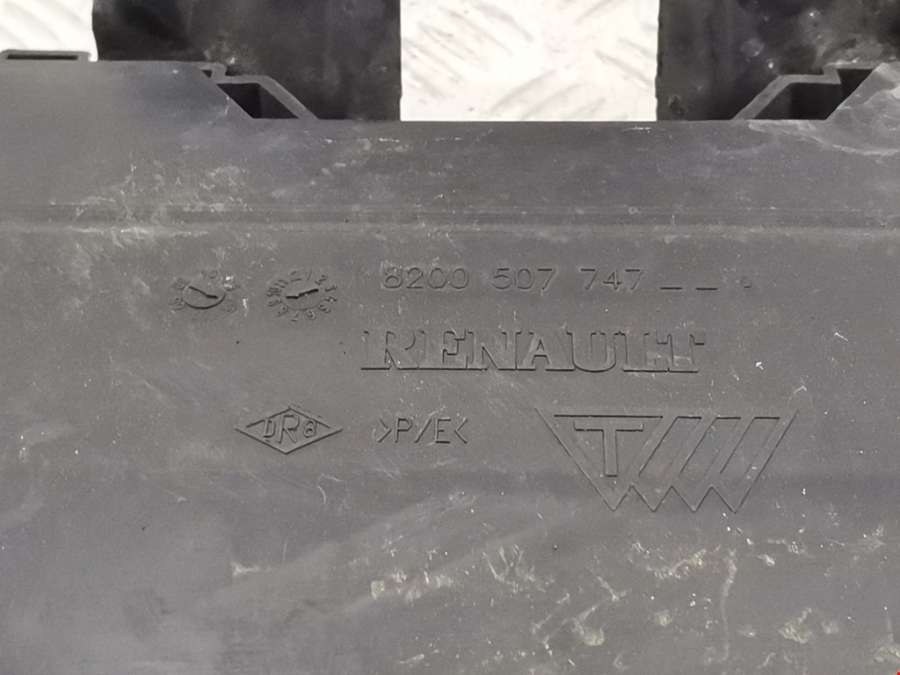 8200 507 747 _ _
RENAULT
DR8
>P/E<
T